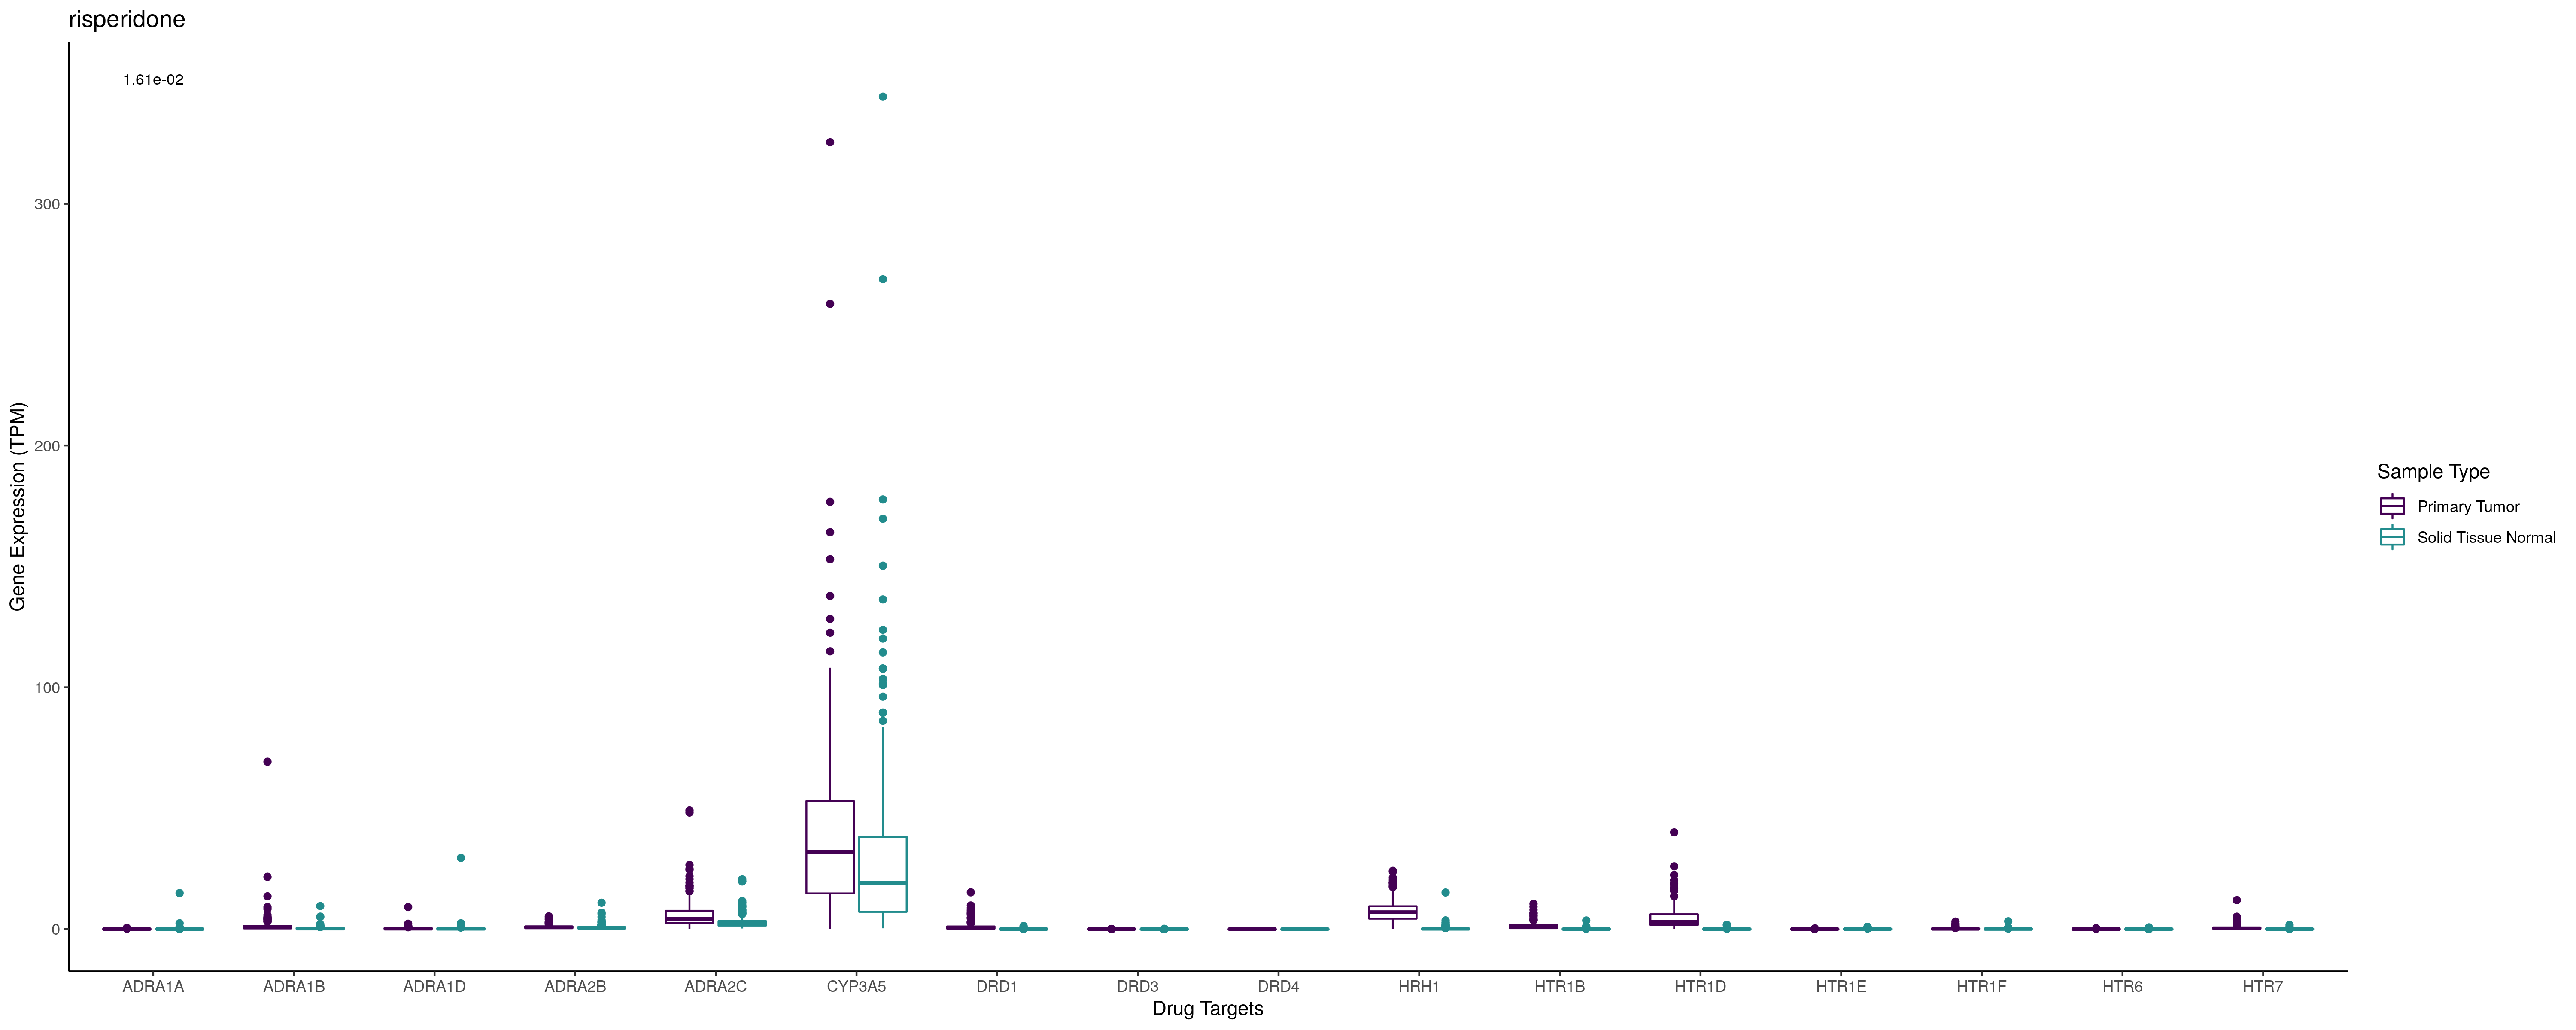 risperidone
1.61e-02
Gene Expression (TPM)
300
200
100
0
ADRA1A ADRA1B ADRA1D ADRA2B ADRA2C CYP3A5 DRD1 DRD3 DRD4 HRH1 HTR1B HTR1D HTR1E HTR1F HTR6 HTR7
Drug Targets
Sample Type
Primary Tumor
Solid Tissue Normal